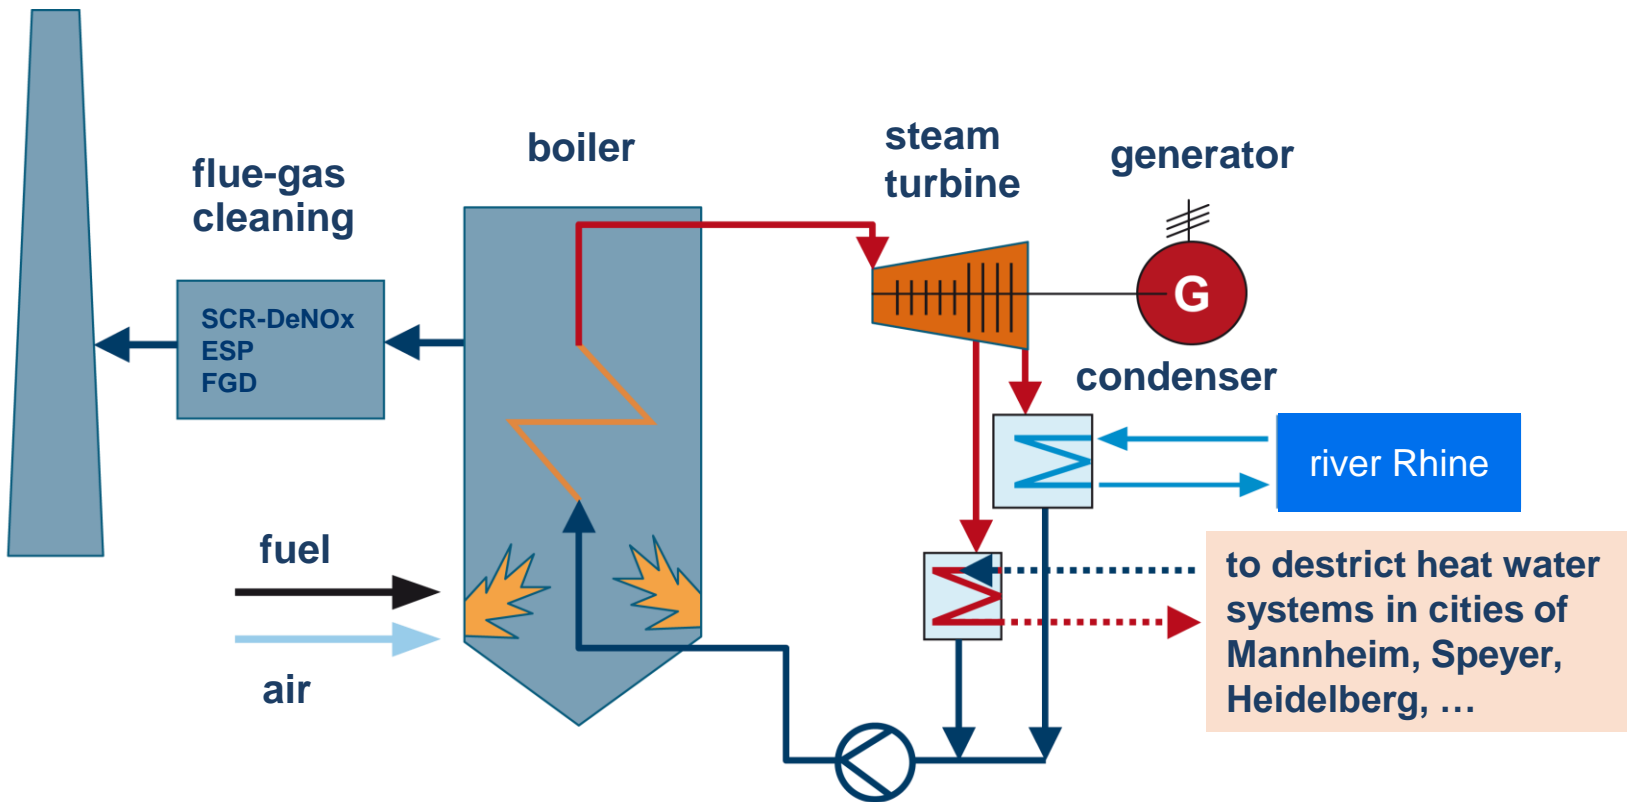 boiler
steam
turbine
generator
flue-gas
cleaning
SCR-DeNOx
ESP
FGD
G
condenser
river Rhine
fuel
air
to destrict heat water
systems in cities of
Mannheim, Speyer,
Heidelberg, …